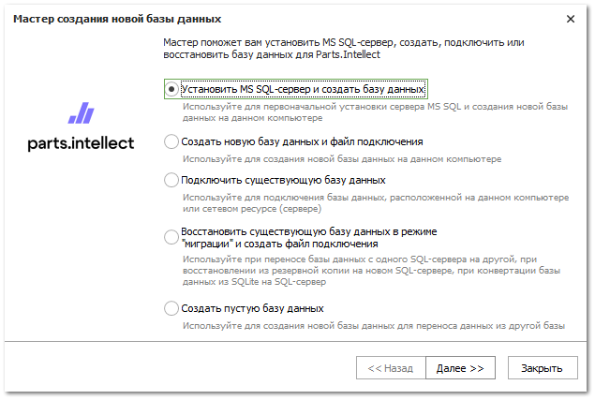 Мастер создания новой базы данных
Мастер поможет вам установить MS SQL-сервер, создать, подключить или
восстановить базу данных для Parts.Intellect
Установить MS SQL-сервер и создать базу данных
Используйте для первоначальной установки сервера MS SQL и создания новой базы
данных на данном компьютере
parts.intellect
Создать новую базу данных и файл подключения
Используйте для создания новой базы данных на данном компьютере
Подключить существующую базу данных
Используйте для подключения базы данных, расположенной на данном компьютере
или сетевом ресурсе (сервере)
Восстановить существующую базу данных в режиме
"миграции" и создать файл подключения
Используйте при переносе базы данных с одного SQL-сервера на другой, при
восстановлении из резервной копии на новом SQL-сервере, при конвертации базы
данных из SQLite на SQL-сервер
Создать пустую базу данных
Используйте для создания новой базы данных для переноса данных из другой базы
<< Назад
Далее >>
Закрыть